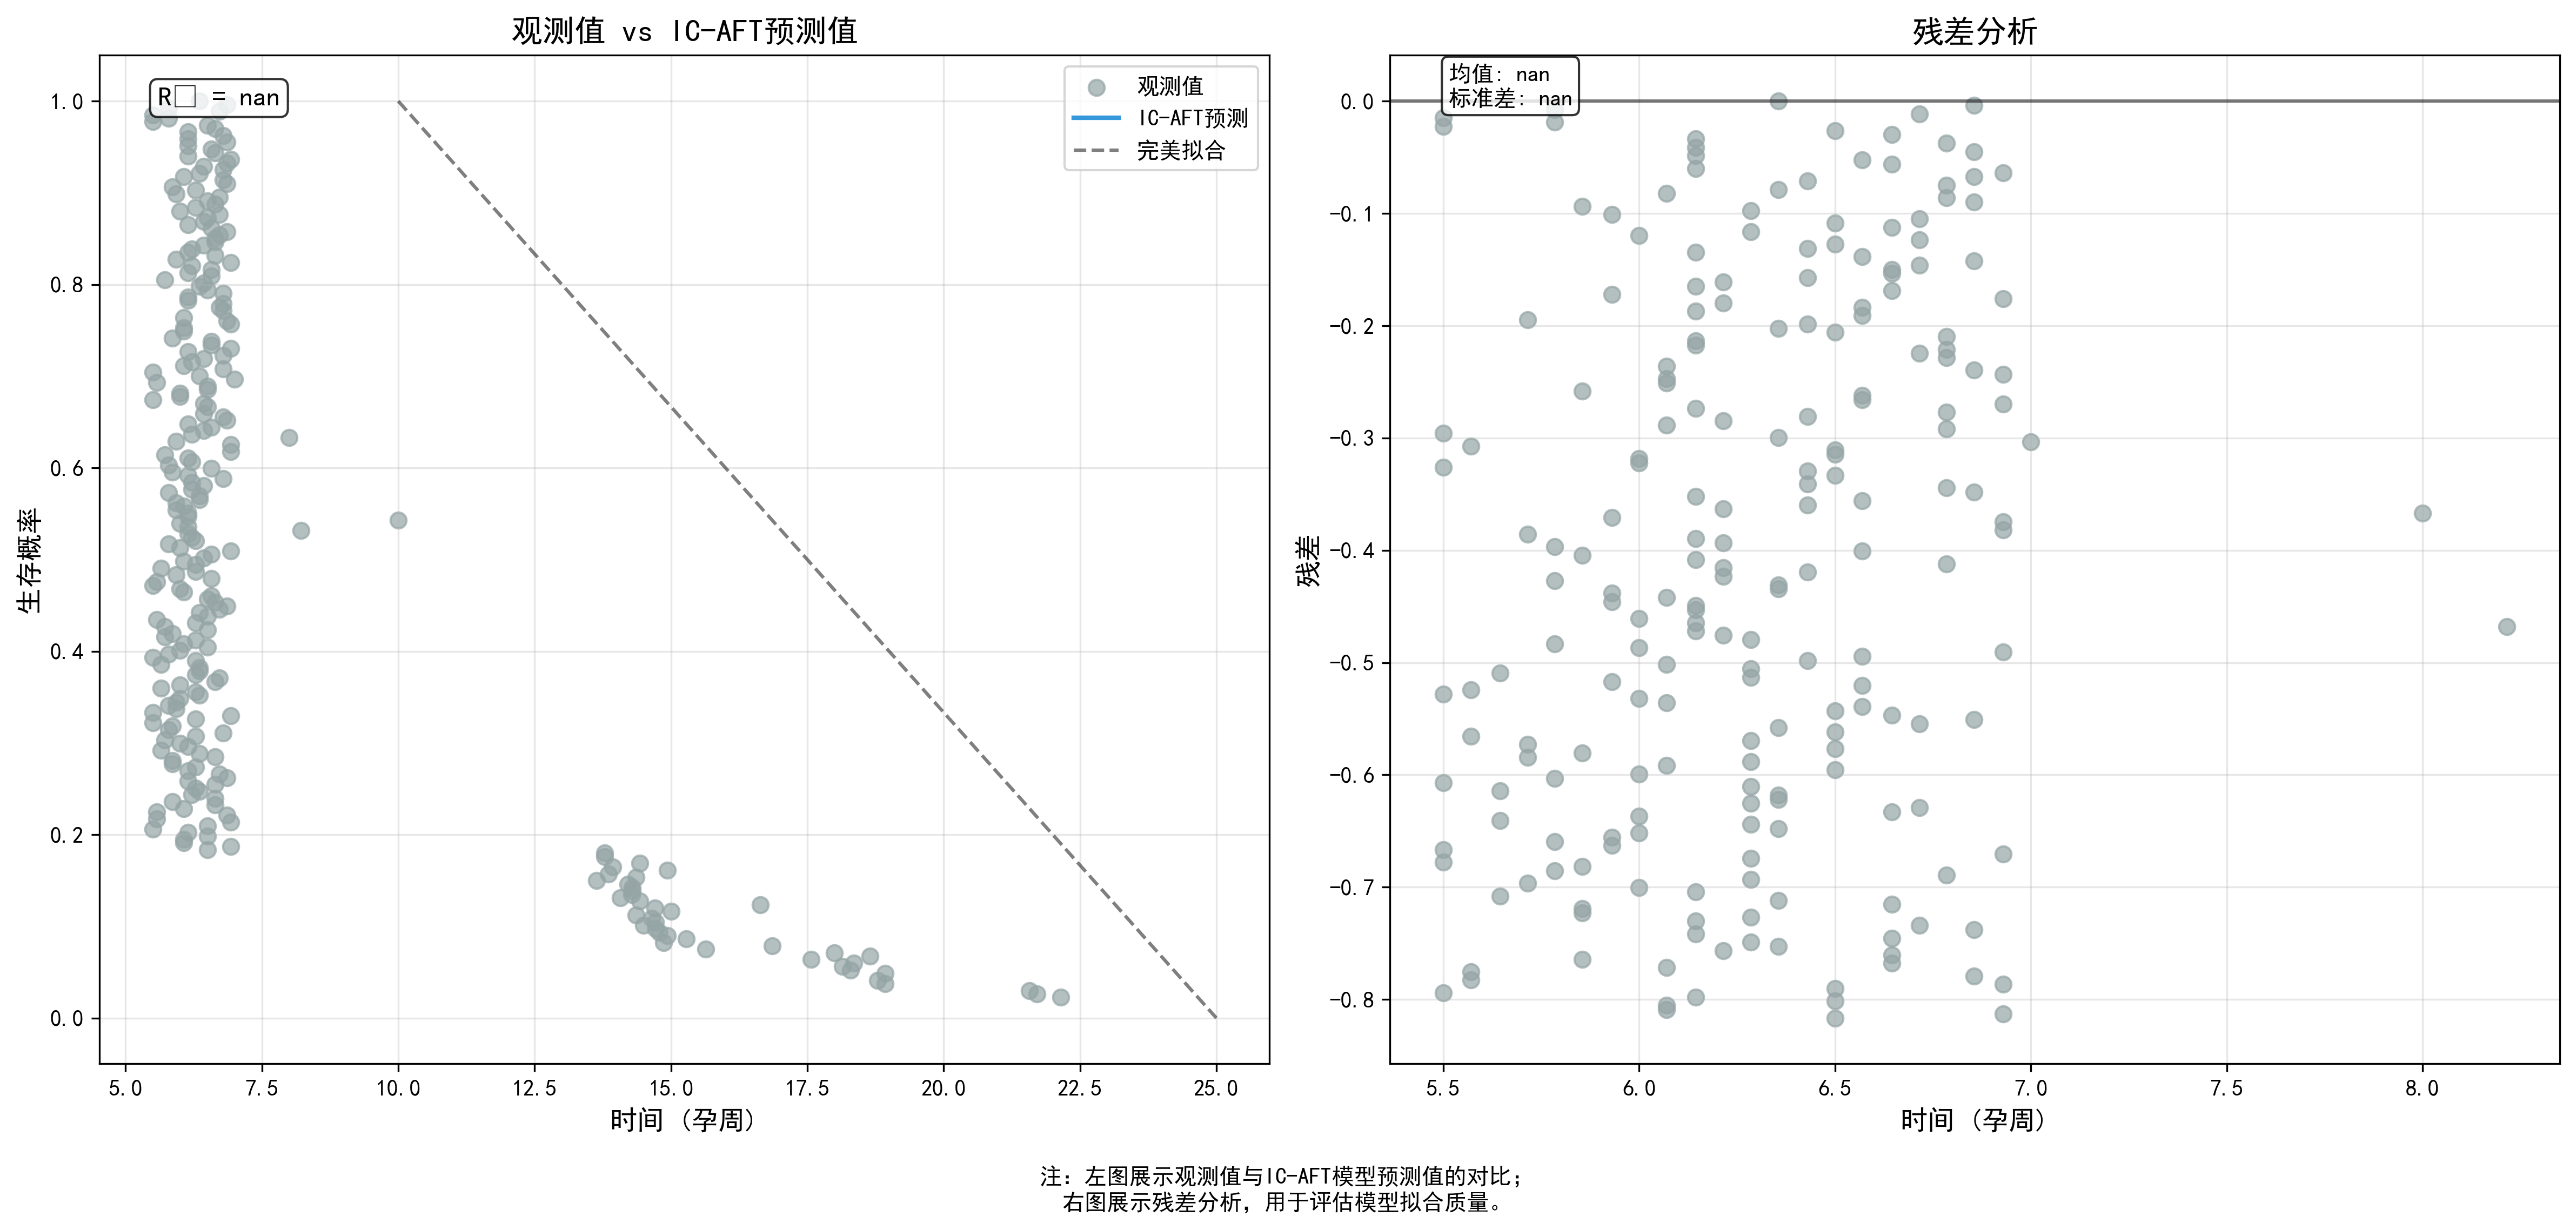 观测值 vs IC-AFT预测值
R□ = nan
观测值
IC-AFT预测
完美拟合
1.0
0.8
0.6
0.4
0.2
0.0
生存概率
5.0 7.5 10.0 12.5 15.0 17.5 20.0 22.5 25.0
时间 (孕周)
残差分析
均值: nan
标准差: nan
0.0
−0.1
−0.2
−0.3
−0.4
−0.5
−0.6
−0.7
−0.8
残差
5.5 6.0 6.5 7.0 7.5 8.0
时间 (孕周)
注：左图展示观测值与IC-AFT模型预测值的对比；
右图展示残差分析，用于评估模型拟合质量。